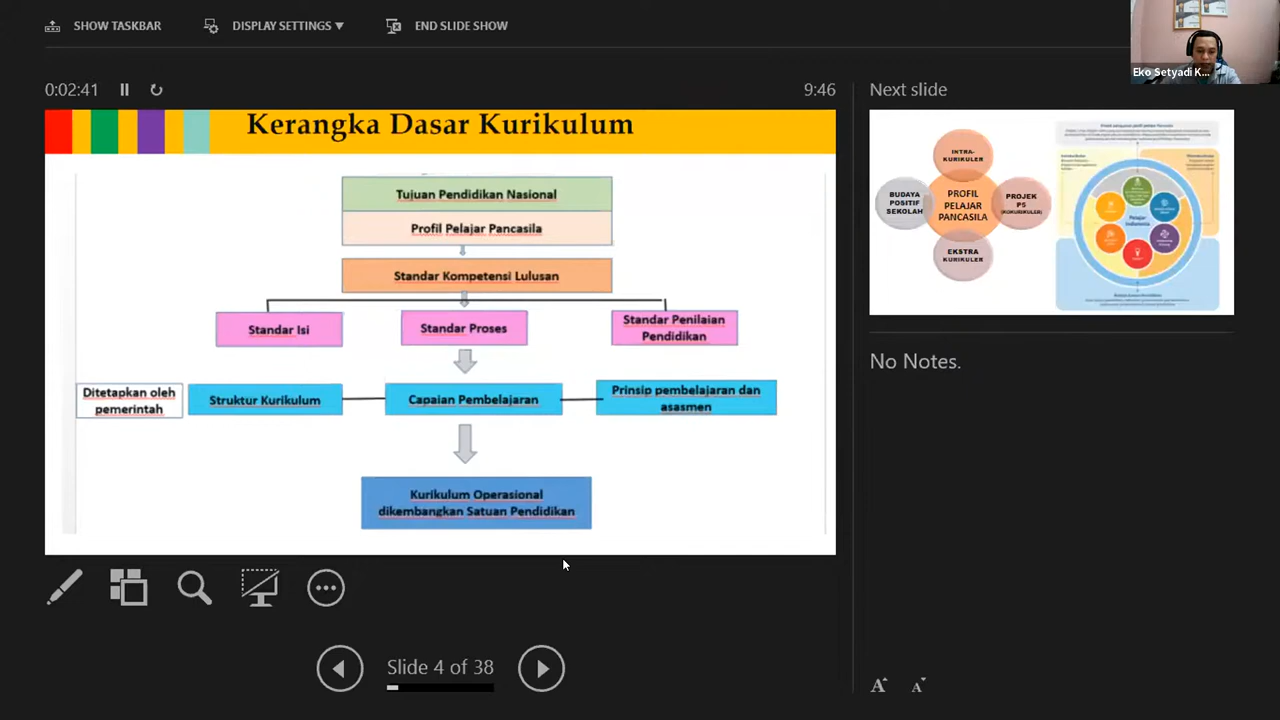 SHOW TASKBAR
DISPLAY SETTINGS
END SLIDE SHOW
Eko Setyadi K...
0:02:41
9:46
Next slide
Kerangka Dasar Kurikulum
Tujuan Pendidikan Nasional
Profil Pelajar Pancasila
Standar Kompetensi Lulusan
Standar Isi
Standar Proses
Standar Penilaian
Pendidikan
Ditetapkan oleh
pemerintah
Struktur Kurikulum
Capaian Pembelajaran
Prinsip pembelajaran dan
asasmen
Kurikulum Operasional
dikembangkan Satuan Pendidikan
INTRA-
KURIKULER
BUDAYA
POSITIF
SEKOLAH
PROFIL
PELAJAR
PANCASILA
PROJEK
P5
(KOKURIKULER)
EKSTRA
KURIKULER
Pelajar
Indonesia
No Notes.
Slide 4 of 38
A
A